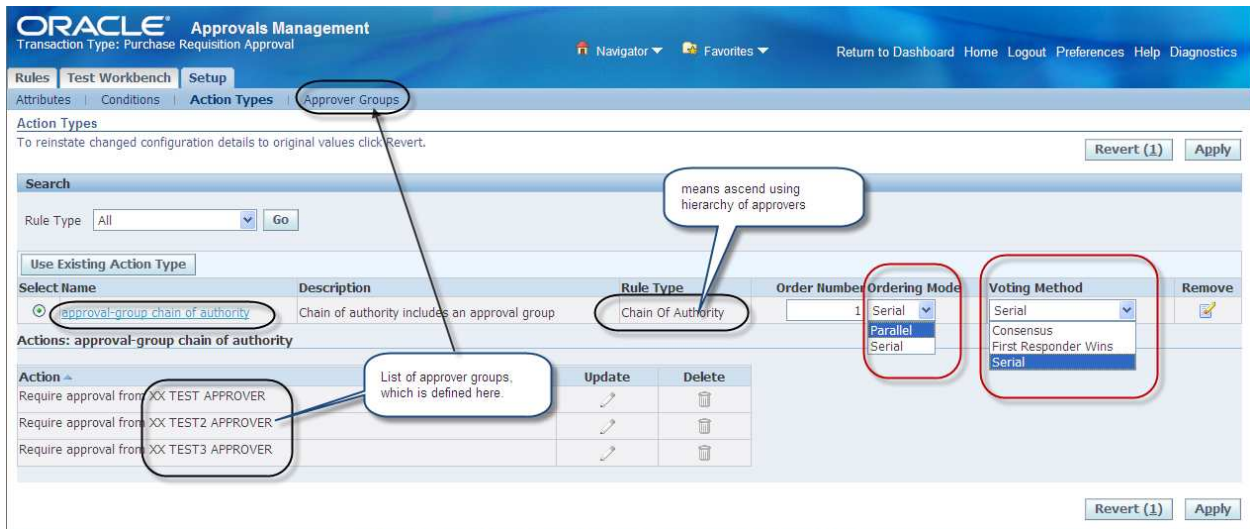 ORACLE® Approvals Management
Transaction Type: Purchase Requisition Approval
Navigator Favorites Return to Dashboard Home Logout Preferences Help Diagnostics
Rules Test Workbench Setup
Attributes | Conditions | Action Types | Approver Groups
Action Types
To reinstate changed configuration details to original values click Revert.
Revert (1) Apply
Search
means ascend using
hierarchy of approvers
Rule Type All Go
Use Existing Action Type
Select Name Description Rule Type Order Number Ordering Mode Voting Method Remove
approval-group chain of authority Chain of authority includes an approval group Chain Of Authority 1 Serial Serial
Parallel
Serial
Consensus
First Responder Wins
Serial
Actions: approval-group chain of authority
List of approver groups,
which is defined here.
Action Update Delete
Require approval from XX TEST APPROVER
Require approval from XX TEST2 APPROVER
Require approval from XX TEST3 APPROVER
Revert (1) Apply